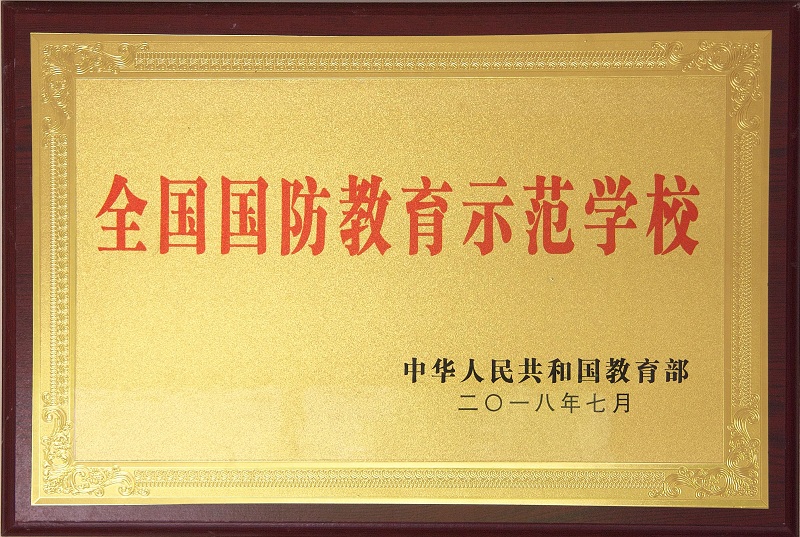 全国国防教育示范学校
中华人民共和国教育部
二〇一八年七月